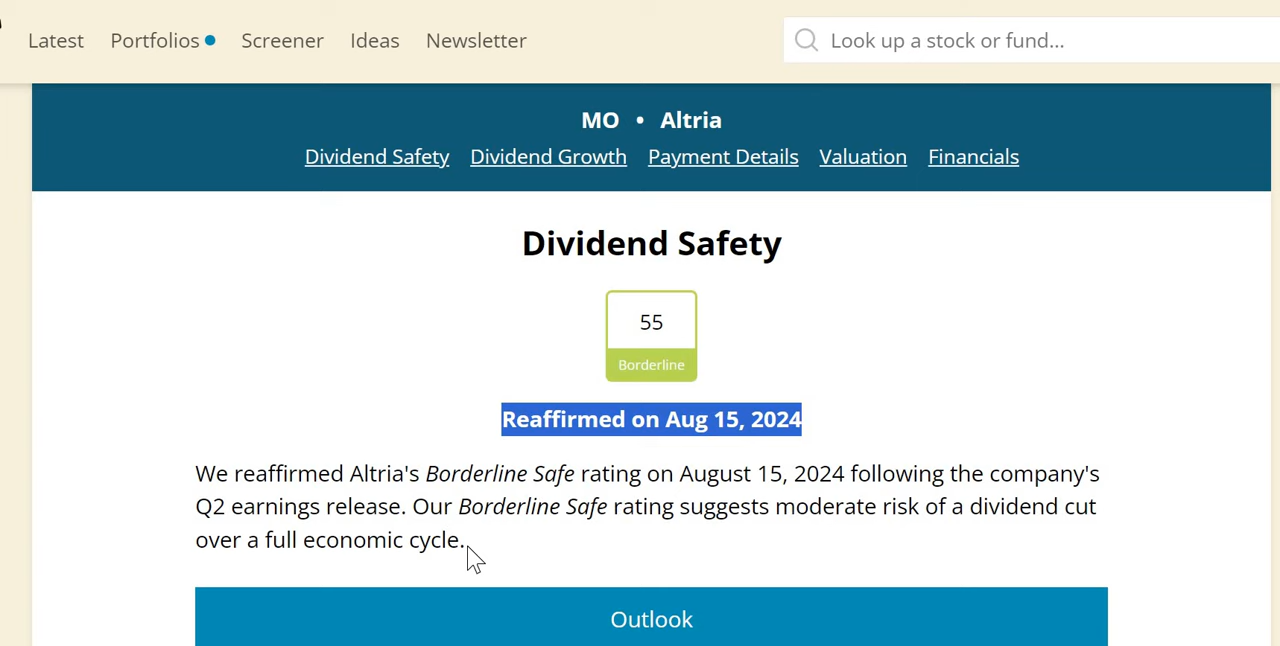 Latest Portfolios Screener Ideas Newsletter Look up a stock or fund...
MO • Altria
Dividend Safety Dividend Growth Payment Details Valuation Financials
Dividend Safety
55
Borderline
Reaffirmed on Aug 15, 2024
We reaffirmed Altria's Borderline Safe rating on August 15, 2024 following the company's
Q2 earnings release. Our Borderline Safe rating suggests moderate risk of a dividend cut
over a full economic cycle.
Outlook